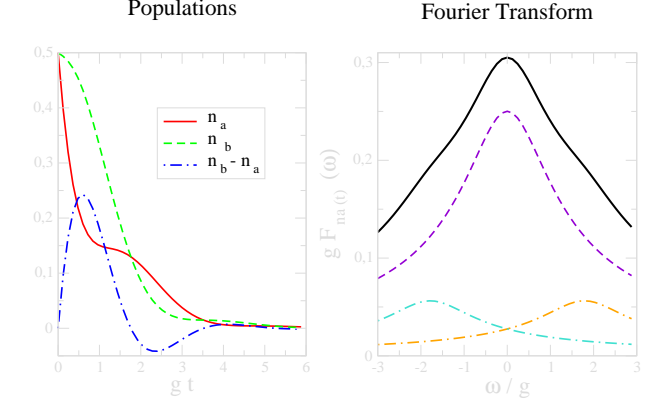 Populations
Fourier Transform
0,5
0,4
0,3
0,2
0,1
0
n a
n b
n b - n a
0 1 2 3 4 5 6
g t
0,3
0,2
0,1
0
g F na (t) (ω)
-3 -2 -1 0 1 2 3
ω / g